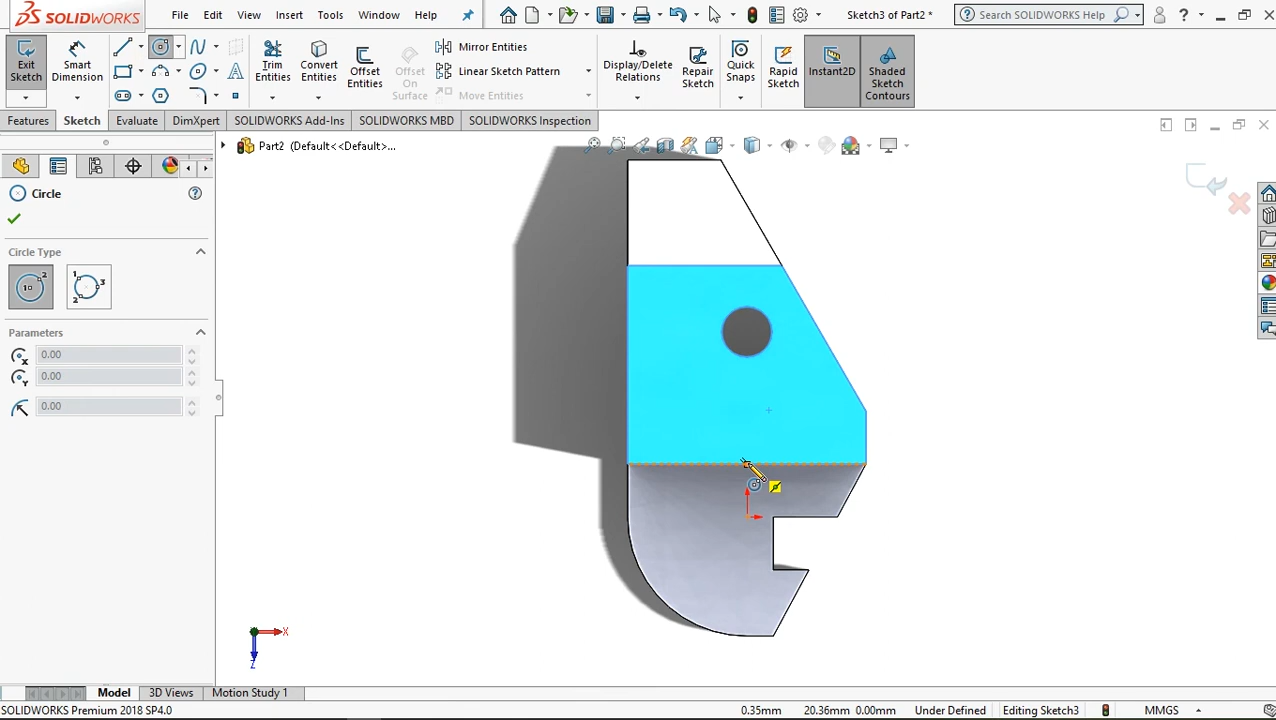 SOLIDWORKS File Edit View Insert Tools Window Help Sketch3 of Part2 * Search SOLIDWORKS Help ?
Exit Sketch
Smart Dimension
Trim Entities
Convert Entities
Offset Entities
Offset On Surface
Mirror Entities
Linear Sketch Pattern
Move Entities
Display/Delete Relations
Repair Sketch
Quick Snaps
Rapid Sketch
Instant2D
Shaded Sketch Contours
Features Sketch Evaluate DimXpert SOLIDWORKS Add-Ins SOLIDWORKS MBD SOLIDWORKS Inspection
Part2 (Default<<Default>...
Circle
Circle Type
Parameters
0.00
0.00
0.00
X
Z
Model 3D Views Motion Study 1
SOLIDWORKS Premium 2018 SP4.0 0.35mm 20.36mm 0.00mm Under Defined Editing Sketch3 MMGS